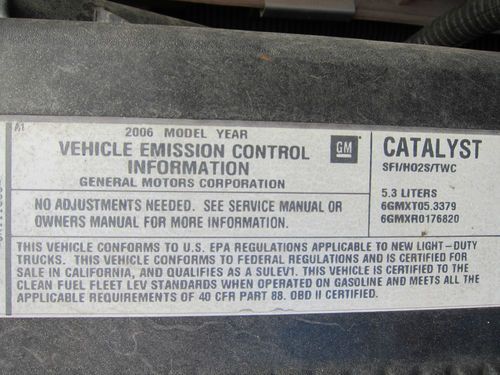 A1
2006 MODEL YEAR
VEHICLE EMISSION CONTROL
INFORMATION
GENERAL MOTORS CORPORATION
GM
CATALYST
SFI/HO2S/TWC
NO ADJUSTMENTS NEEDED. SEE SERVICE MANUAL OR
OWNERS MANUAL FOR MORE INFORMATION.
5.3 LITERS
6GMXT05.3379
6GMXR0176820
THIS VEHICLE CONFORMS TO U.S. EPA REGULATIONS APPLICABLE TO NEW LIGHT-DUTY
TRUCKS. THIS VEHICLE CONFORMS TO FEDERAL REGULATIONS AND IS CERTIFIED FOR
SALE IN CALIFORNIA, AND QUALIFIES AS A SULEV1. THIS VEHICLE IS CERTIFIED TO THE
CLEAN FUEL FLEET LEV STANDARDS WHEN OPERATED ON GASOLINE AND MEETS ALL THE
APPLICABLE REQUIREMENTS OF 40 CFR PART 88. OBD II CERTIFIED.